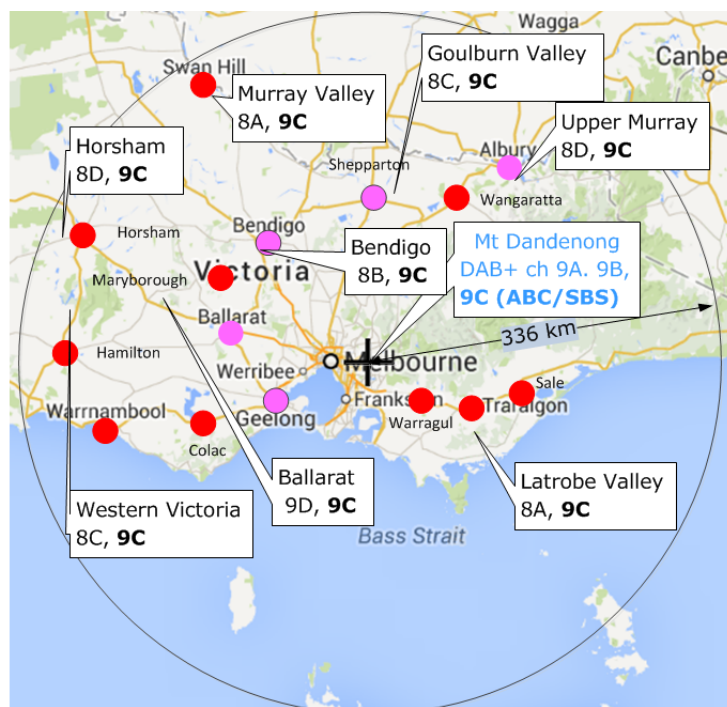 Wagga
Canbe
Swan Hill
Goulburn Valley
8C, 9C
Murray Valley
8A, 9C
Upper Murray
8D, 9C
Albury
Horsham
8D, 9C
Shepparton
Wangaratta
Horsham
Bendigo
Bendigo
8B, 9C
Mt Dandenong
DAB+ ch 9A. 9B,
9C (ABC/SBS)
Maryborough
Victoria
Ballarat
336 km
Hamilton
Werribee
Melbourne
Sale
Warrnambool
Geelong
Warragul
Traralgon
Colac
Ballarat
9D, 9C
Latrobe Valley
8A, 9C
Western Victoria
8C, 9C
Bass Strait